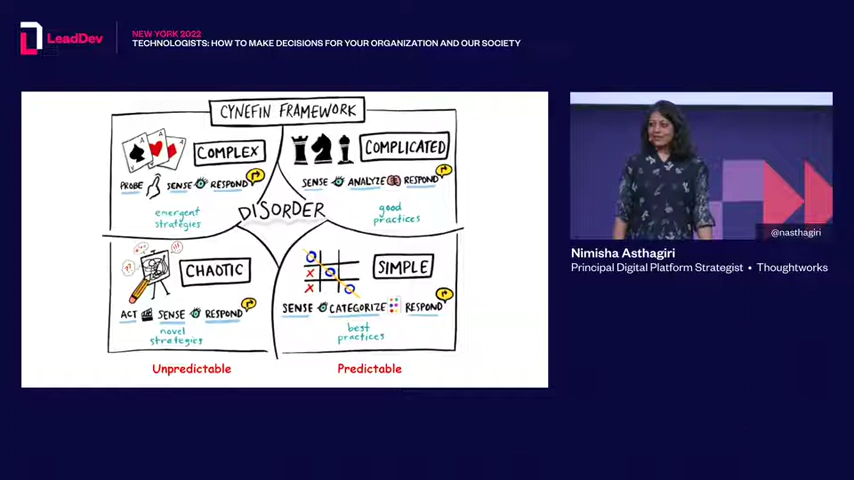 LeadDev
NEW YORK 2022
TECHNOLOGISTS: HOW TO MAKE DECISIONS FOR YOUR ORGANIZATION AND OUR SOCIETY
CYNEFIN FRAMEWORK
COMPLEX
PROBE SENSE RESPOND
emergent
strategies
COMPLICATED
SENSE ANALYZE RESPOND
good
practices
DISORDER
CHAOTIC
ACT SENSE RESPOND
novel
strategies
SIMPLE
SENSE CATEGORIZE RESPOND
best
practices
Unpredictable
Predictable
@nasthagiri
Nimisha Asthagiri
Principal Digital Platform Strategist • Thoughtworks